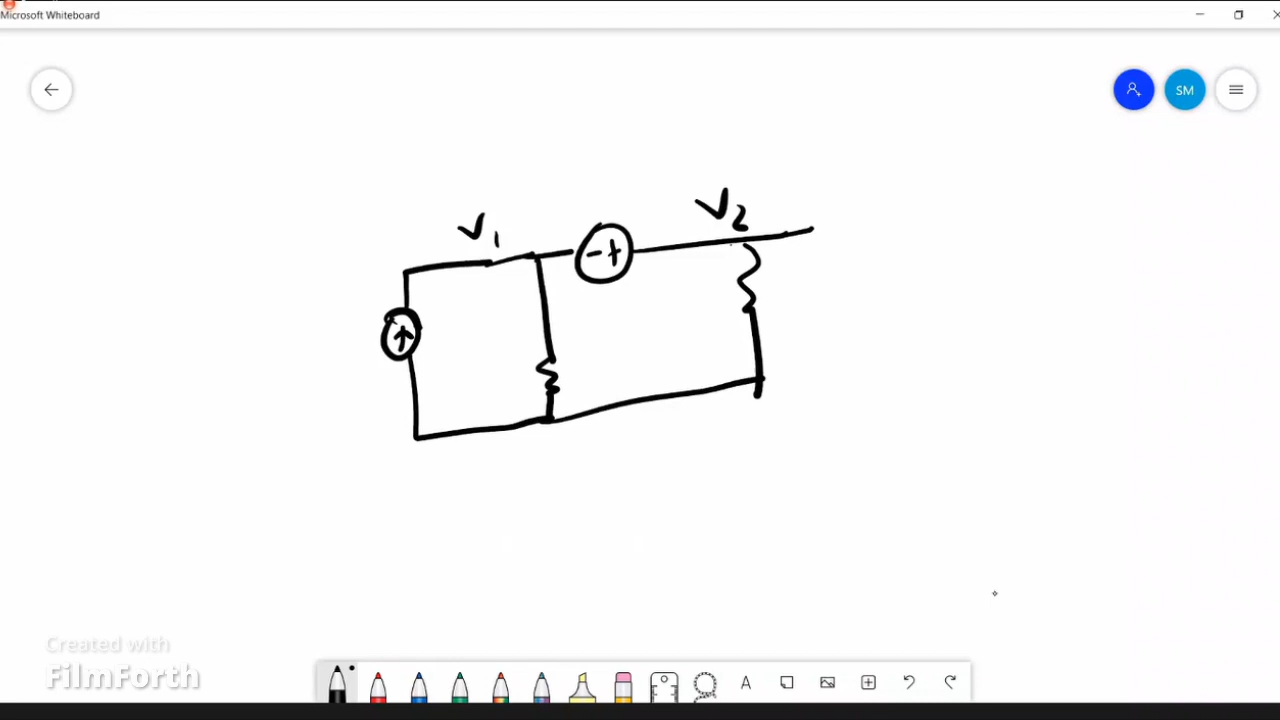 Microsoft Whiteboard
SM
V1
V2
- +
Created with
FilmForth
A